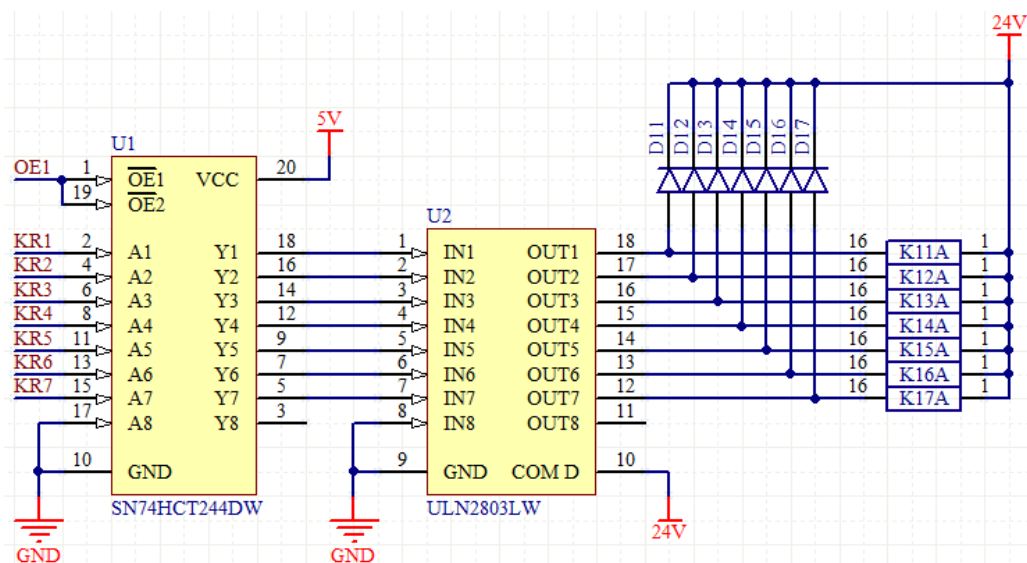 24V
5V
U1
D11
D12
D13
D14
D15
D16
D17
OE1 1 OE1 VCC 20
19 OE2
U2
KR1 2 A1 Y1 18 1 IN1 OUT1 18 16 K11A 1
KR2 4 A2 Y2 16 2 IN2 OUT2 17 16 K12A 1
KR3 6 A3 Y3 14 3 IN3 OUT3 16 16 K13A 1
KR4 8 A4 Y4 12 4 IN4 OUT4 15 16 K14A 1
KR5 11 A5 Y5 9 5 IN5 OUT5 14 16 K15A 1
KR6 13 A6 Y6 7 6 IN6 OUT6 13 16 K16A 1
KR7 15 A7 Y7 5 7 IN7 OUT7 12 16 K17A 1
17 A8 Y8 3 8 IN8 OUT8 11
10 GND 9 GND COM D 10
SN74HCT244DW ULN2803LW
24V
GND GND